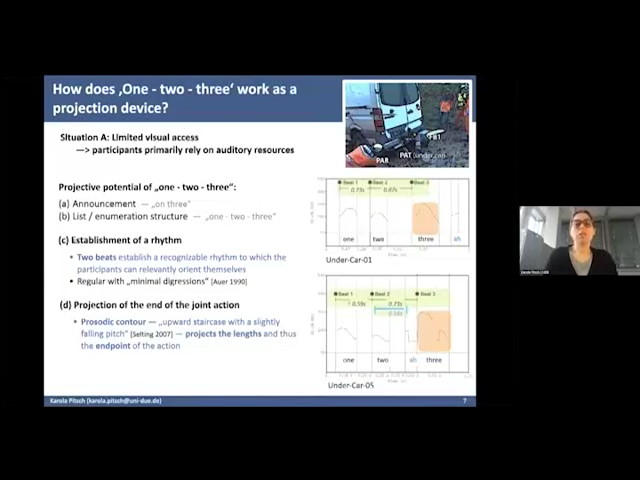 How does ‚One - two - three‘ work as a
projection device?
Situation A: Limited visual access
—> participants primarily rely on auditory resources
FB1
PAT (under car)
PAR
Projective potential of „one - two - three“:
(a) Announcement — „on three“
(b) List / enumeration structure — „one - two - three“
(c) Establishment of a rhythm
• Two beats establish a recognizable rhythm to which the
participants can relevantly orient themselves
• Regular with „minimal digressions“ [Auer 1990]
(d) Projection of the end of the joint action
• Prosodic contour — „upward staircase with a slightly
falling pitch“ [Selting 2007] — projects the lengths and thus
the endpoint of the action
Beat 1 Beat 2 Beat 3
0.73s 0.67s
one two three äh
Under-Car-01
Beat 1 Beat 2 Beat 3
0.59s 0.73s
one two äh three
Under-Car-05
Karola Pitsch (karola.pitsch@uni-due.de) 7